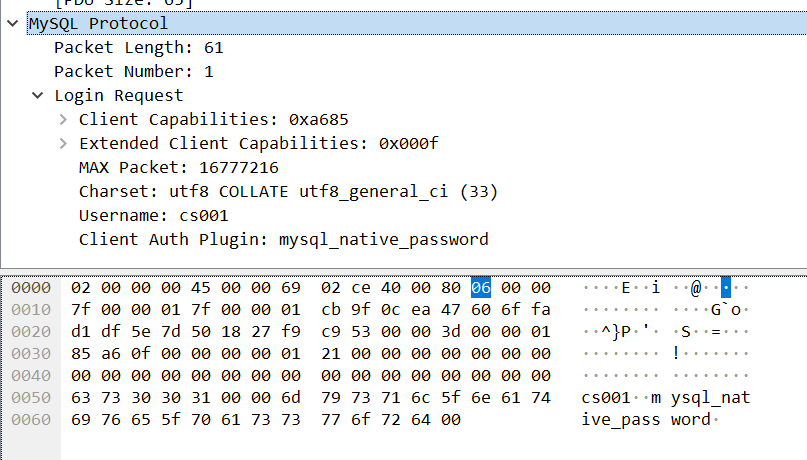 [PDU Size: 65]
MySQL Protocol
Packet Length: 61
Packet Number: 1
Login Request
Client Capabilities: 0xa685
Extended Client Capabilities: 0x000f
MAX Packet: 16777216
Charset: utf8 COLLATE utf8_general_ci (33)
Username: cs001
Client Auth Plugin: mysql_native_password
0000 02 00 00 00 45 00 00 69 02 ce 40 00 80 06 00 00 ····E··i ··@·····
0010 7f 00 00 01 7f 00 00 01 cb 9f 0c ea 47 60 6f fa ········ ····G`o·
0020 d1 df 5e 7d 50 18 27 f9 c9 53 00 00 3d 00 00 01 ··^}P·'· ·S··=···
0030 85 a6 0f 00 00 00 00 01 21 00 00 00 00 00 00 00 ········ !·······
0040 00 00 00 00 00 00 00 00 00 00 00 00 00 00 00 00 ········ ········
0050 63 73 30 30 31 00 00 6d 79 73 71 6c 5f 6e 61 74 cs001··m ysql_nat
0060 69 76 65 5f 70 61 73 73 77 6f 72 64 00 ive_pass word·